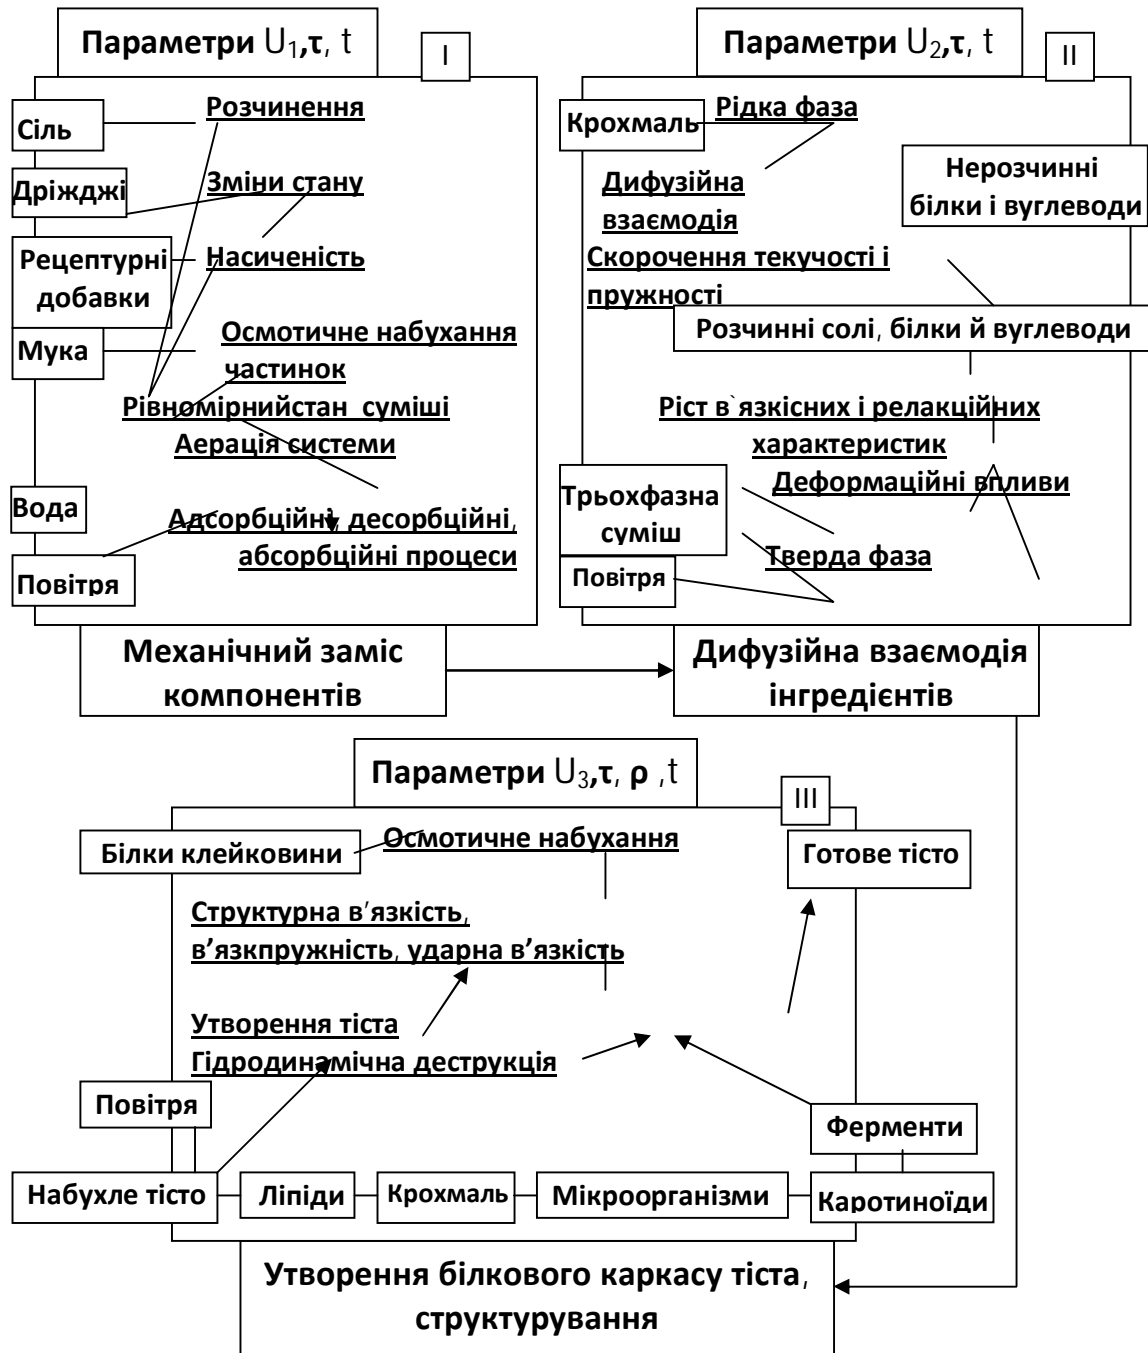 Параметри U₁,τ, t
I
Сіль
Розчинення
Дріжджі
Зміни стану
Рецептурні
добавки
Насиченість
Мука
Осмотичне набухання
частинок
Рівномірнийстан суміші
Аерація системи
Вода
Адсорбційні, десорбційні,
абсорбційні процеси
Повітря
Механічний заміс
компонентів
Параметри U₂,τ, t
II
Крохмаль
Рідка фаза
Нерозчинні
білки і вуглеводи
Дифузійна
взаємодія
Скорочення текучості і
пружності
Розчинні солі, білки й вуглеводи
Ріст в`язкісних і релакційних
характеристик
Деформаційні впливи
Трьохфазна
суміш
Тверда фаза
Повітря
Дифузійна взаємодія
інгредієнтів
Параметри U₃,τ, ρ ,t
III
Білки клейковини
Осмотичне набухання
Готове тісто
Структурна в'язкість,
в’язкпружність, ударна в’язкість
Утворення тіста
Гідродинамічна деструкція
Повітря
Ферменти
Набухле тісто
Ліпіди
Крохмаль
Мікроорганізми
Каротиноїди
Утворення білкового каркасу тіста,
структурування